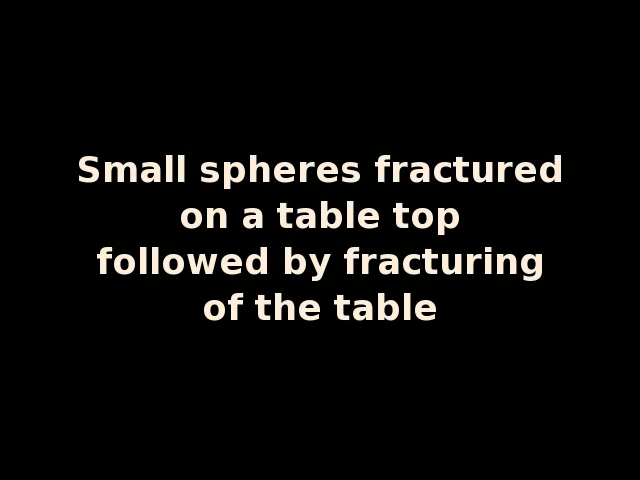 Small spheres fractured
on a table top
followed by fracturing
of the table